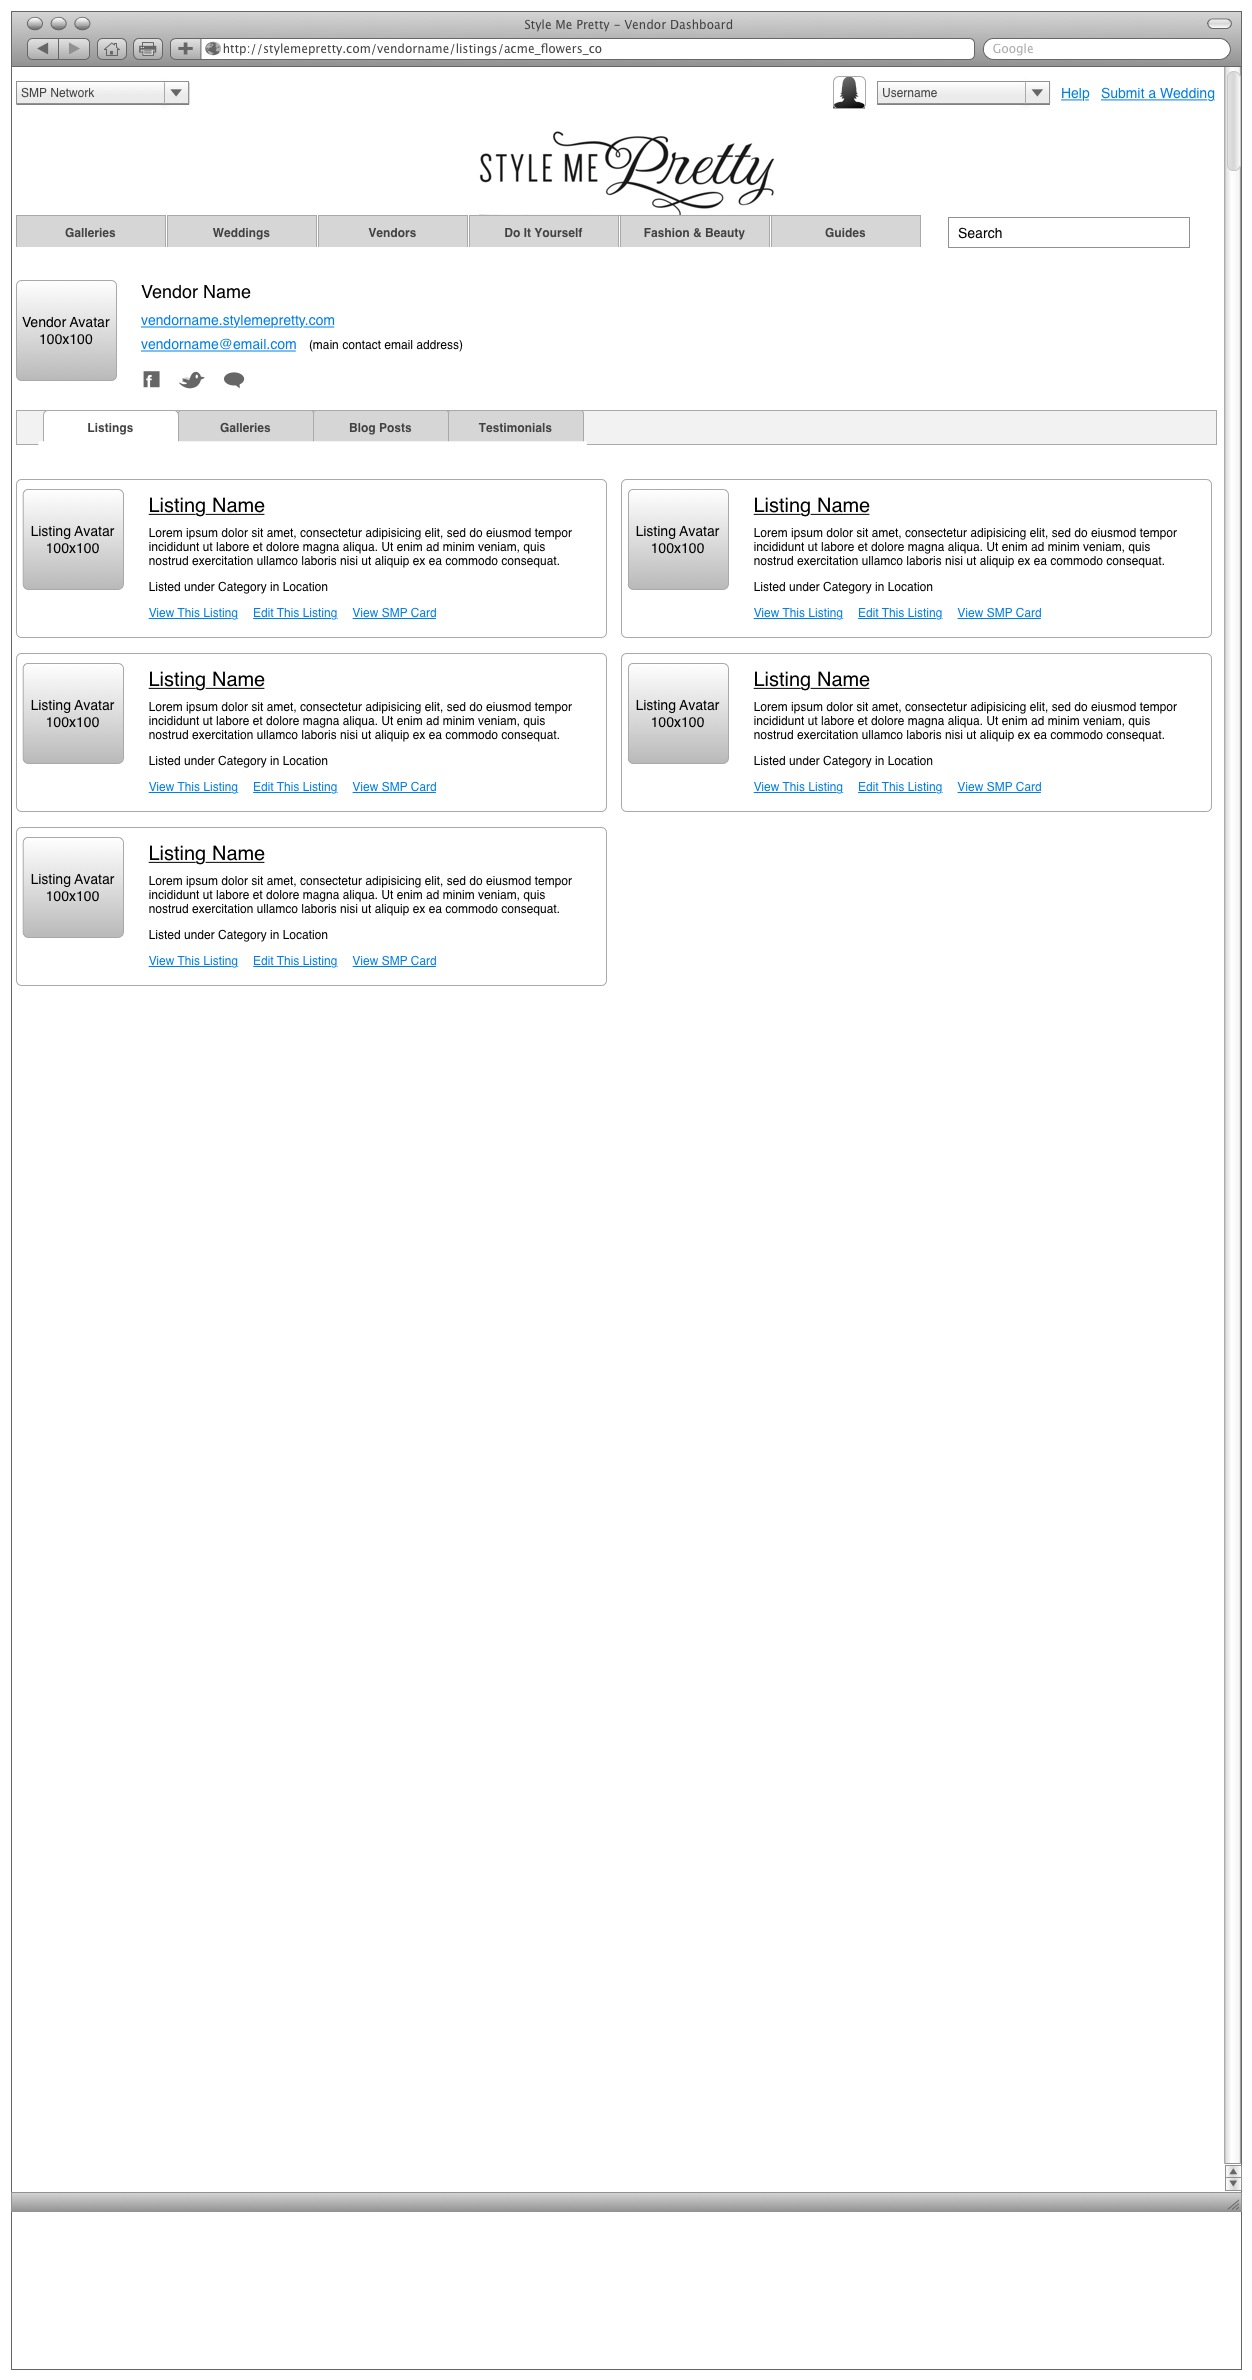 Style Me Pretty – Vendor Dashboard
http://stylemepretty.com/vendorname/listings/acme_flowers_co
Google
SMP Network
Username
Help
Submit a Wedding
STYLE ME Pretty
Galleries
Weddings
Vendors
Do It Yourself
Fashion & Beauty
Guides
Search
Vendor Avatar
100x100
Vendor Name
vendorname.stylemepretty.com
vendorname@email.com (main contact email address)
Listings
Galleries
Blog Posts
Testimonials
Listing Avatar
100x100
Listing Name
Lorem ipsum dolor sit amet, consectetur adipisicing elit, sed do eiusmod tempor
incididunt ut labore et dolore magna aliqua. Ut enim ad minim veniam, quis
nostrud exercitation ullamco laboris nisi ut aliquip ex ea commodo consequat.
Listed under Category in Location
View This Listing Edit This Listing View SMP Card
Listing Avatar
100x100
Listing Name
Lorem ipsum dolor sit amet, consectetur adipisicing elit, sed do eiusmod tempor
incididunt ut labore et dolore magna aliqua. Ut enim ad minim veniam, quis
nostrud exercitation ullamco laboris nisi ut aliquip ex ea commodo consequat.
Listed under Category in Location
View This Listing Edit This Listing View SMP Card
Listing Avatar
100x100
Listing Name
Lorem ipsum dolor sit amet, consectetur adipisicing elit, sed do eiusmod tempor
incididunt ut labore et dolore magna aliqua. Ut enim ad minim veniam, quis
nostrud exercitation ullamco laboris nisi ut aliquip ex ea commodo consequat.
Listed under Category in Location
View This Listing Edit This Listing View SMP Card
Listing Avatar
100x100
Listing Name
Lorem ipsum dolor sit amet, consectetur adipisicing elit, sed do eiusmod tempor
incididunt ut labore et dolore magna aliqua. Ut enim ad minim veniam, quis
nostrud exercitation ullamco laboris nisi ut aliquip ex ea commodo consequat.
Listed under Category in Location
View This Listing Edit This Listing View SMP Card
Listing Avatar
100x100
Listing Name
Lorem ipsum dolor sit amet, consectetur adipisicing elit, sed do eiusmod tempor
incididunt ut labore et dolore magna aliqua. Ut enim ad minim veniam, quis
nostrud exercitation ullamco laboris nisi ut aliquip ex ea commodo consequat.
Listed under Category in Location
View This Listing Edit This Listing View SMP Card